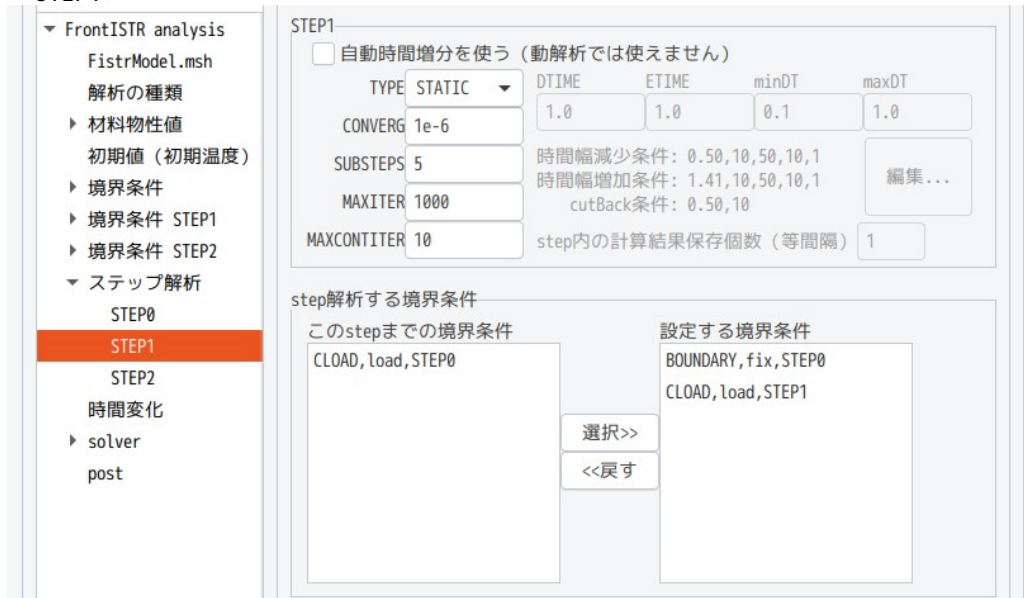 FrontISTR analysis
FistrModel.msh
解析の種類
材料物性値
初期値（初期温度）
境界条件
境界条件 STEP1
境界条件 STEP2
ステップ解析
STEP0
STEP1
STEP2
時間変化
solver
post
STEP1
自動時間増分を使う（動解析では使えません）
TYPE STATIC
DTIME ETIME minDT maxDT
1.0 1.0 0.1 1.0
CONVERG 1e-6
SUBSTEPS 5
MAXITER 1000
MAXCONTITER 10
時間幅減少条件: 0.50,10,50,10,1
時間幅増加条件: 1.41,10,50,10,1
cutBack条件: 0.50,10
編集...
step内の計算結果保存個数（等間隔） 1
step解析する境界条件
このstepまでの境界条件
CLOAD,load,STEP0
選択>>
<<戻す
設定する境界条件
BOUNDARY,fix,STEP0
CLOAD,load,STEP1